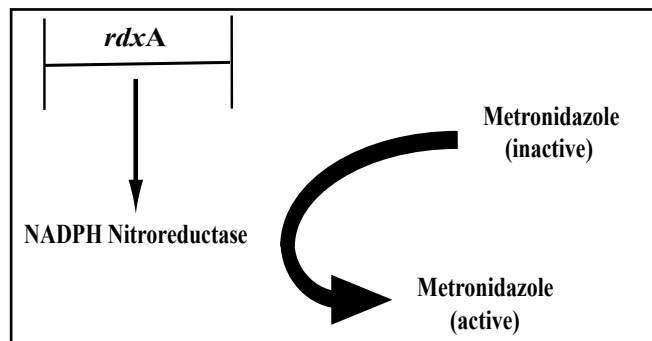 rdxA
NADPH Nitroreductase
Metronidazole
(inactive)
Metronidazole
(active)